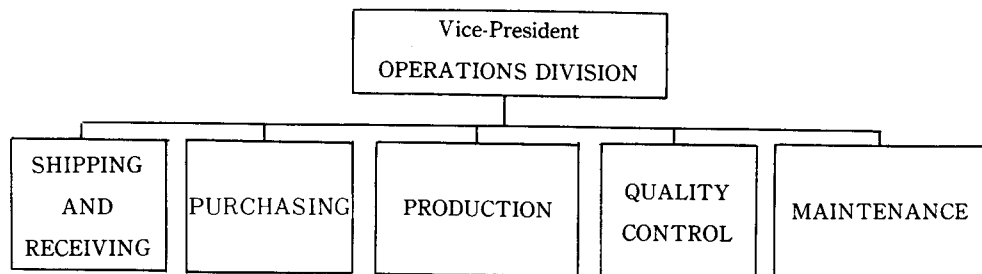 Vice-President
OPERATIONS DIVISION
SHIPPING
AND
RECEIVING
PURCHASING
PRODUCTION
QUALITY
CONTROL
MAINTENANCE